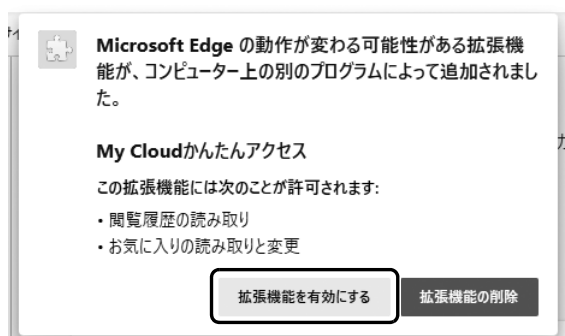 Microsoft Edge の動作が変わる可能性がある拡張機
能が、コンピューター上の別のプログラムによって追加されまし
た。
My Cloudかんたんアクセス
この拡張機能には次のことが許可されます:
• 閲覧履歴の読み取り
• お気に入りの読み取りと変更
拡張機能を有効にする 拡張機能の削除